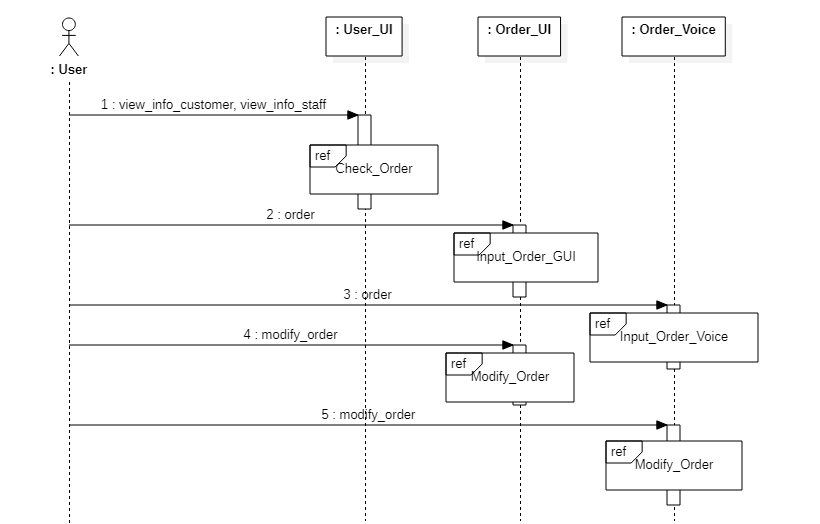 : User
: User_UI
: Order_UI
: Order_Voice
1 : view_info_customer, view_info_staff
ref
Check_Order
2 : order
ref
Input_Order_GUI
3 : order
ref
Input_Order_Voice
4 : modify_order
ref
Modify_Order
5 : modify_order
ref
Modify_Order